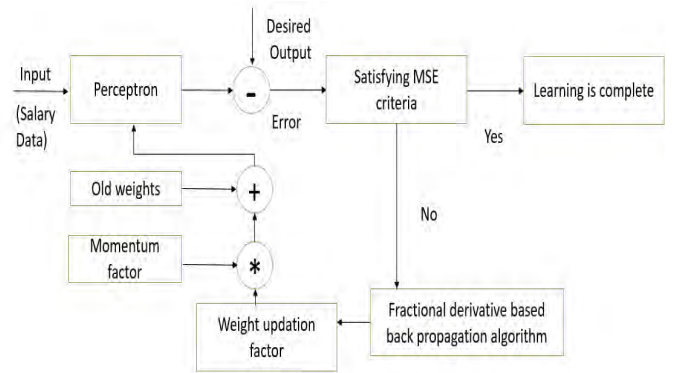 Desired
Output
Input
(Salary
Data)
Perceptron
-
Error
Satisfying MSE
criteria
Yes
Learning is complete
Old weights
+
No
Momentum
factor
*
Weight updation
factor
Fractional derivative based
back propagation algorithm